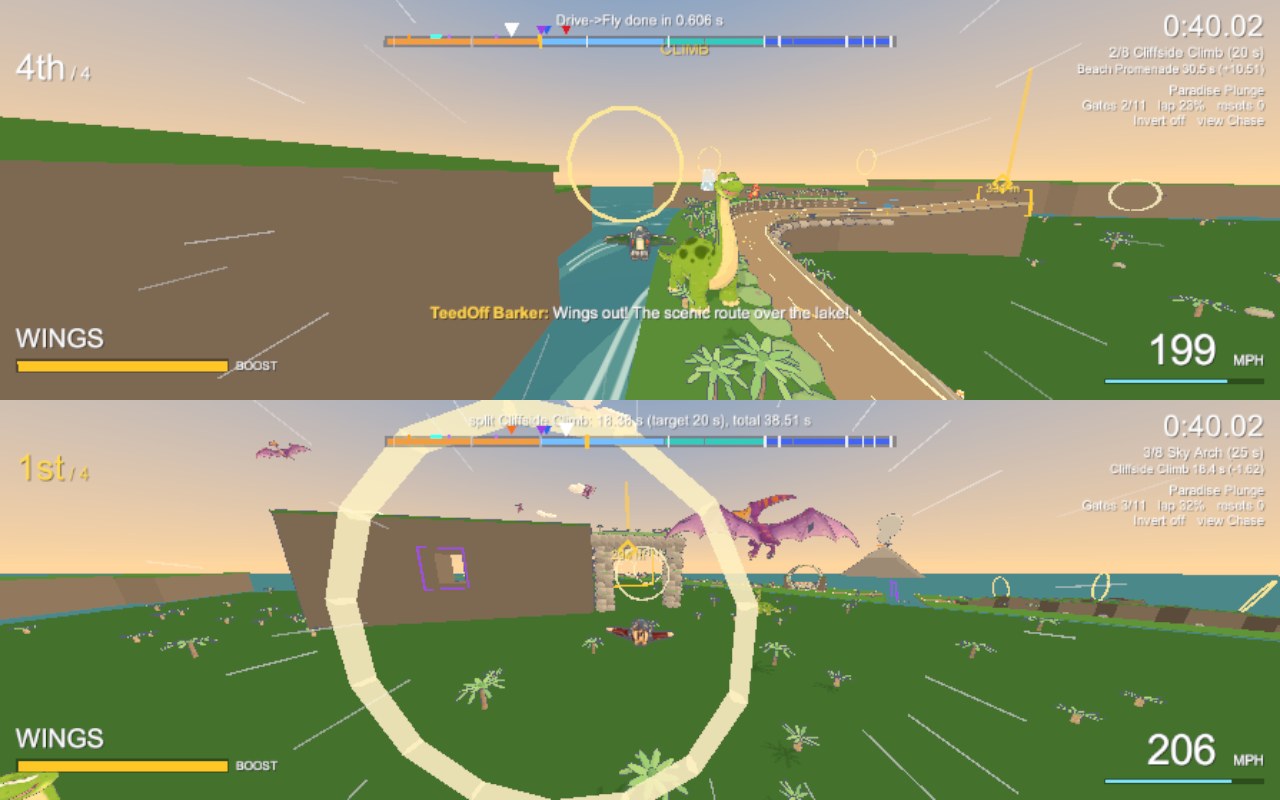 Drive->Fly done in 0.606 s
0:40.02
CLIMB
2/8 Cliffside Climb (20 s)
4th / 4
Beach Promenade 30.5 s (+10.51)
Paradise Plunge
Gates 2/11 lap 23% resets 0
Invert off view Chase
TeedOff Barker: Wings out! The scenic route over the lake!
WINGS
199 MPH
BOOST
split Cliffside Climb: 18.38 s (target 20 s), total 38.51 s
0:40.02
3/8 Sky Arch (25 s)
1st / 4
Cliffside Climb 18.4 s (-1.62)
Paradise Plunge
Gates 3/11 lap 32% resets 0
Invert off view Chase
WINGS
206 MPH
BOOST